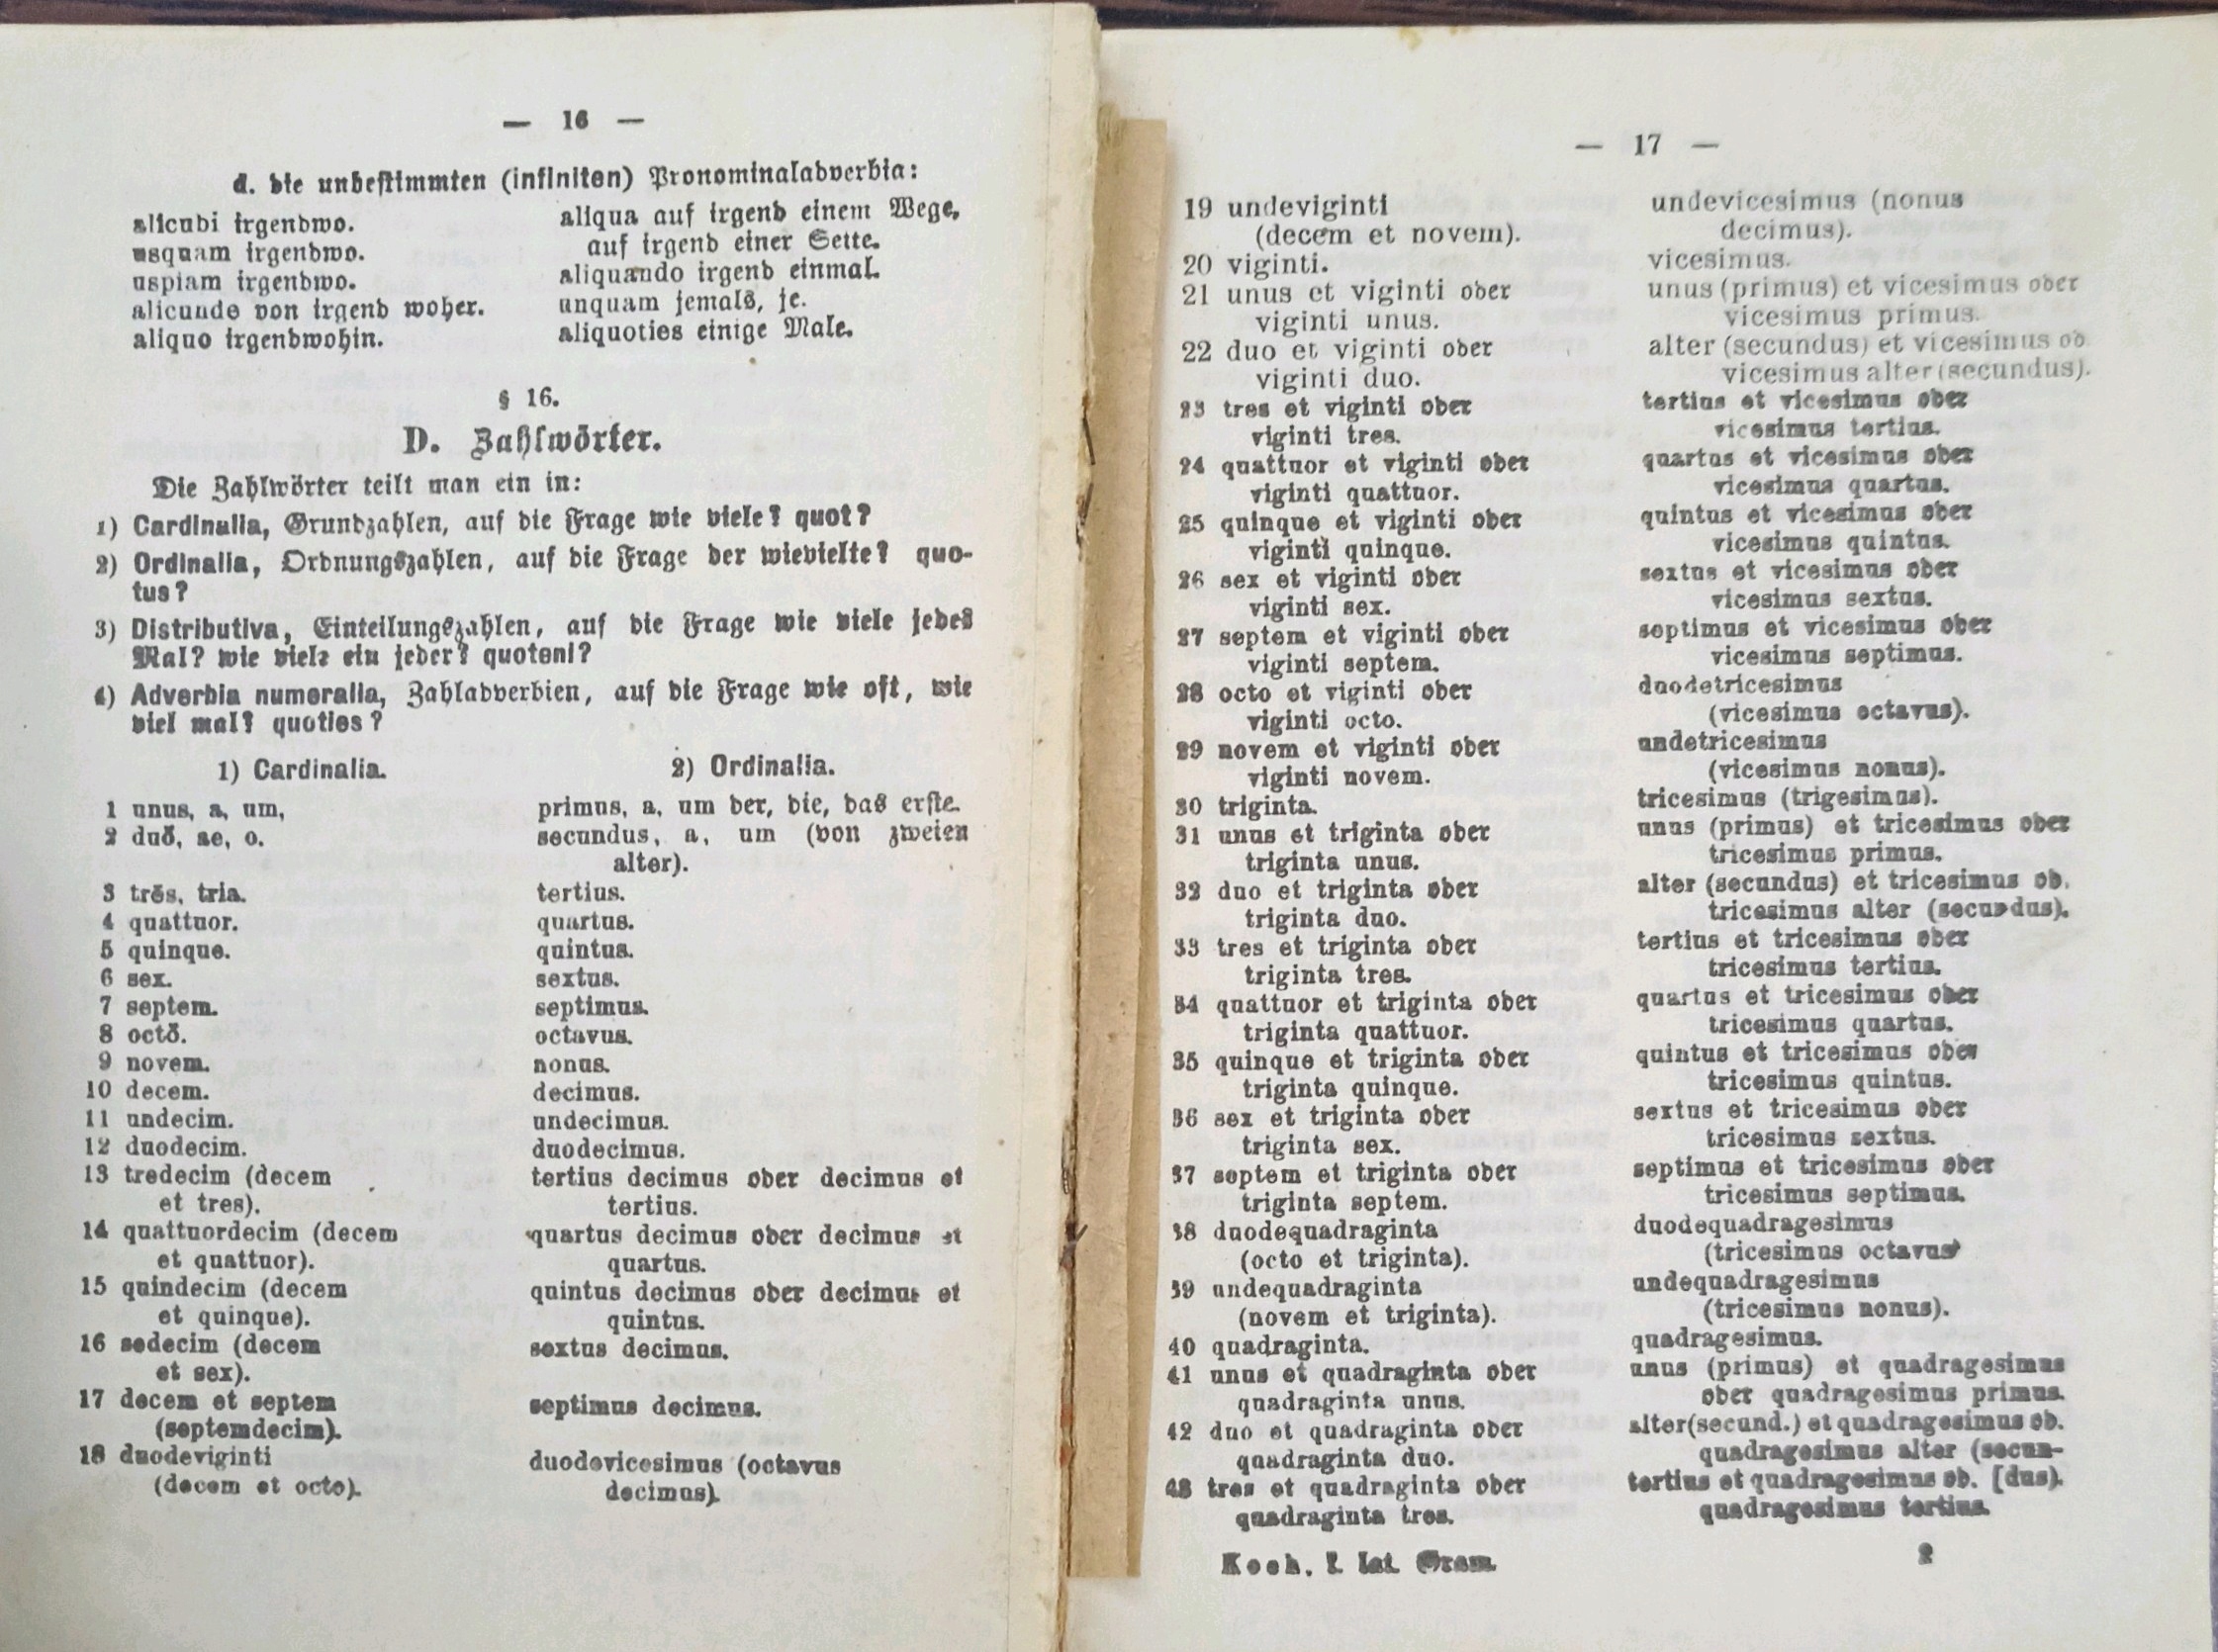 — 16 —
d. die unbestimmten (infiniten) Pronominaladverbia:
alicubi irgendwo.
usquam irgendwo.
uspiam irgendwo.
alicunde von irgend woher.
aliquo irgendwohin.
aliqua auf irgend einem Wege,
auf irgend einer Seite.
aliquando irgend einmal.
unquam jemals, je.
aliquoties einige Male.
§ 16.
D. Zahlwörter.
Die Zahlwörter teilt man ein in:
1) Cardinalia, Grundzahlen, auf die Frage wie viele? quot?
2) Ordinalia, Ordnungszahlen, auf die Frage der wievielte? quo-
tus?
3) Distributiva, Einteilungszahlen, auf die Frage wie viele jedes
Mal? wie viele ein jeder? quoteni?
4) Adverbia numeralia, Zahladverbien, auf die Frage wie oft, wie
viel mal? quoties?
1) Cardinalia.
2) Ordinalia.
1 unus, a, um,
primus, a, um der, die, das erste.
2 duŏ, ae, o.
secundus, a, um (von zweien
alter).
3 trēs, tria.
tertius.
4 quattuor.
quartus.
5 quinque.
quintus.
6 sex.
sextus.
7 septem.
septimus.
8 octŏ.
octavus.
9 novem.
nonus.
10 decem.
decimus.
11 undecim.
undecimus.
12 duodecim.
duodecimus.
13 tredecim (decem
et tres).
tertius decimus oder decimus et
tertius.
14 quattuordecim (decem
et quattuor).
quartus decimus oder decimus et
quartus.
15 quindecim (decem
et quinque).
quintus decimus oder decimus et
quintus.
16 sedecim (decem
et sex).
sextus decimus.
17 decem et septem
(septemdecim).
septimus decimus.
18 duodeviginti
(decem et octo).
duodevicesimus (octavus
decimus).
— 17 —
19 undeviginti
(decem et novem).
undevicesimus (nonus
decimus).
20 viginti.
vicesimus.
21 unus et viginti oder
viginti unus.
unus (primus) et vicesimus oder
vicesimus primus.
22 duo et viginti oder
viginti duo.
alter (secundus) et vicesimus od.
vicesimus alter (secundus).
23 tres et viginti oder
viginti tres.
tertius et vicesimus oder
vicesimus tertius.
24 quattuor et viginti oder
viginti quattuor.
quartus et vicesimus oder
vicesimus quartus.
25 quinque et viginti oder
viginti quinque.
quintus et vicesimus oder
vicesimus quintus.
26 sex et viginti oder
viginti sex.
sextus et vicesimus oder
vicesimus sextus.
27 septem et viginti oder
viginti septem.
septimus et vicesimus oder
vicesimus septimus.
28 octo et viginti oder
viginti octo.
duodetricesimus
(vicesimus octavus).
29 novem et viginti oder
viginti novem.
undetricesimus
(vicesimus nonus).
30 triginta.
tricesimus (trigesimus).
31 unus et triginta oder
triginta unus.
unus (primus) et tricesimus oder
tricesimus primus.
32 duo et triginta oder
triginta duo.
alter (secundus) et tricesimus od.
tricesimus alter (secundus).
33 tres et triginta oder
triginta tres.
tertius et tricesimus oder
tricesimus tertius.
34 quattuor et triginta oder
triginta quattuor.
quartus et tricesimus oder
tricesimus quartus.
35 quinque et triginta oder
triginta quinque.
quintus et tricesimus oder
tricesimus quintus.
36 sex et triginta oder
triginta sex.
sextus et tricesimus oder
tricesimus sextus.
37 septem et triginta oder
triginta septem.
septimus et tricesimus oder
tricesimus septimus.
38 duodequadraginta
(octo et triginta).
duodequadragesimus
(tricesimus octavus)
39 undequadraginta
(novem et triginta).
undequadragesimus
(tricesimus nonus).
40 quadraginta.
quadragesimus.
41 unus et quadraginta oder
quadraginta unus.
unus (primus) et quadragesimus
oder quadragesimus primus.
42 duo et quadraginta oder
quadraginta duo.
alter(secund.) et quadragesimus od.
quadragesimus alter (secun-
43 tres et quadraginta oder
quadraginta tres.
tertius et quadragesimus od. [dus).
quadragesimus tertius.
Koch, k. lat. Gram.
2